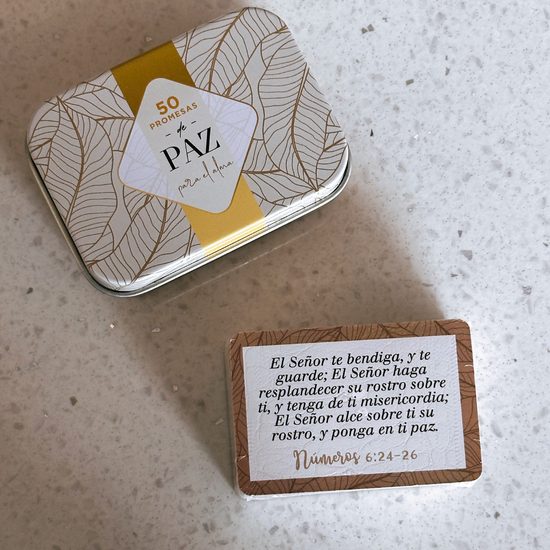 50
PROMESAS
- de -
PAZ
para el alma
El Señor te bendiga, y te
guarde; El Señor haga
resplandecer su rostro sobre
ti, y tenga de ti misericordia;
El Señor alce sobre ti su
rostro, y ponga en ti paz.
Números 6:24-26